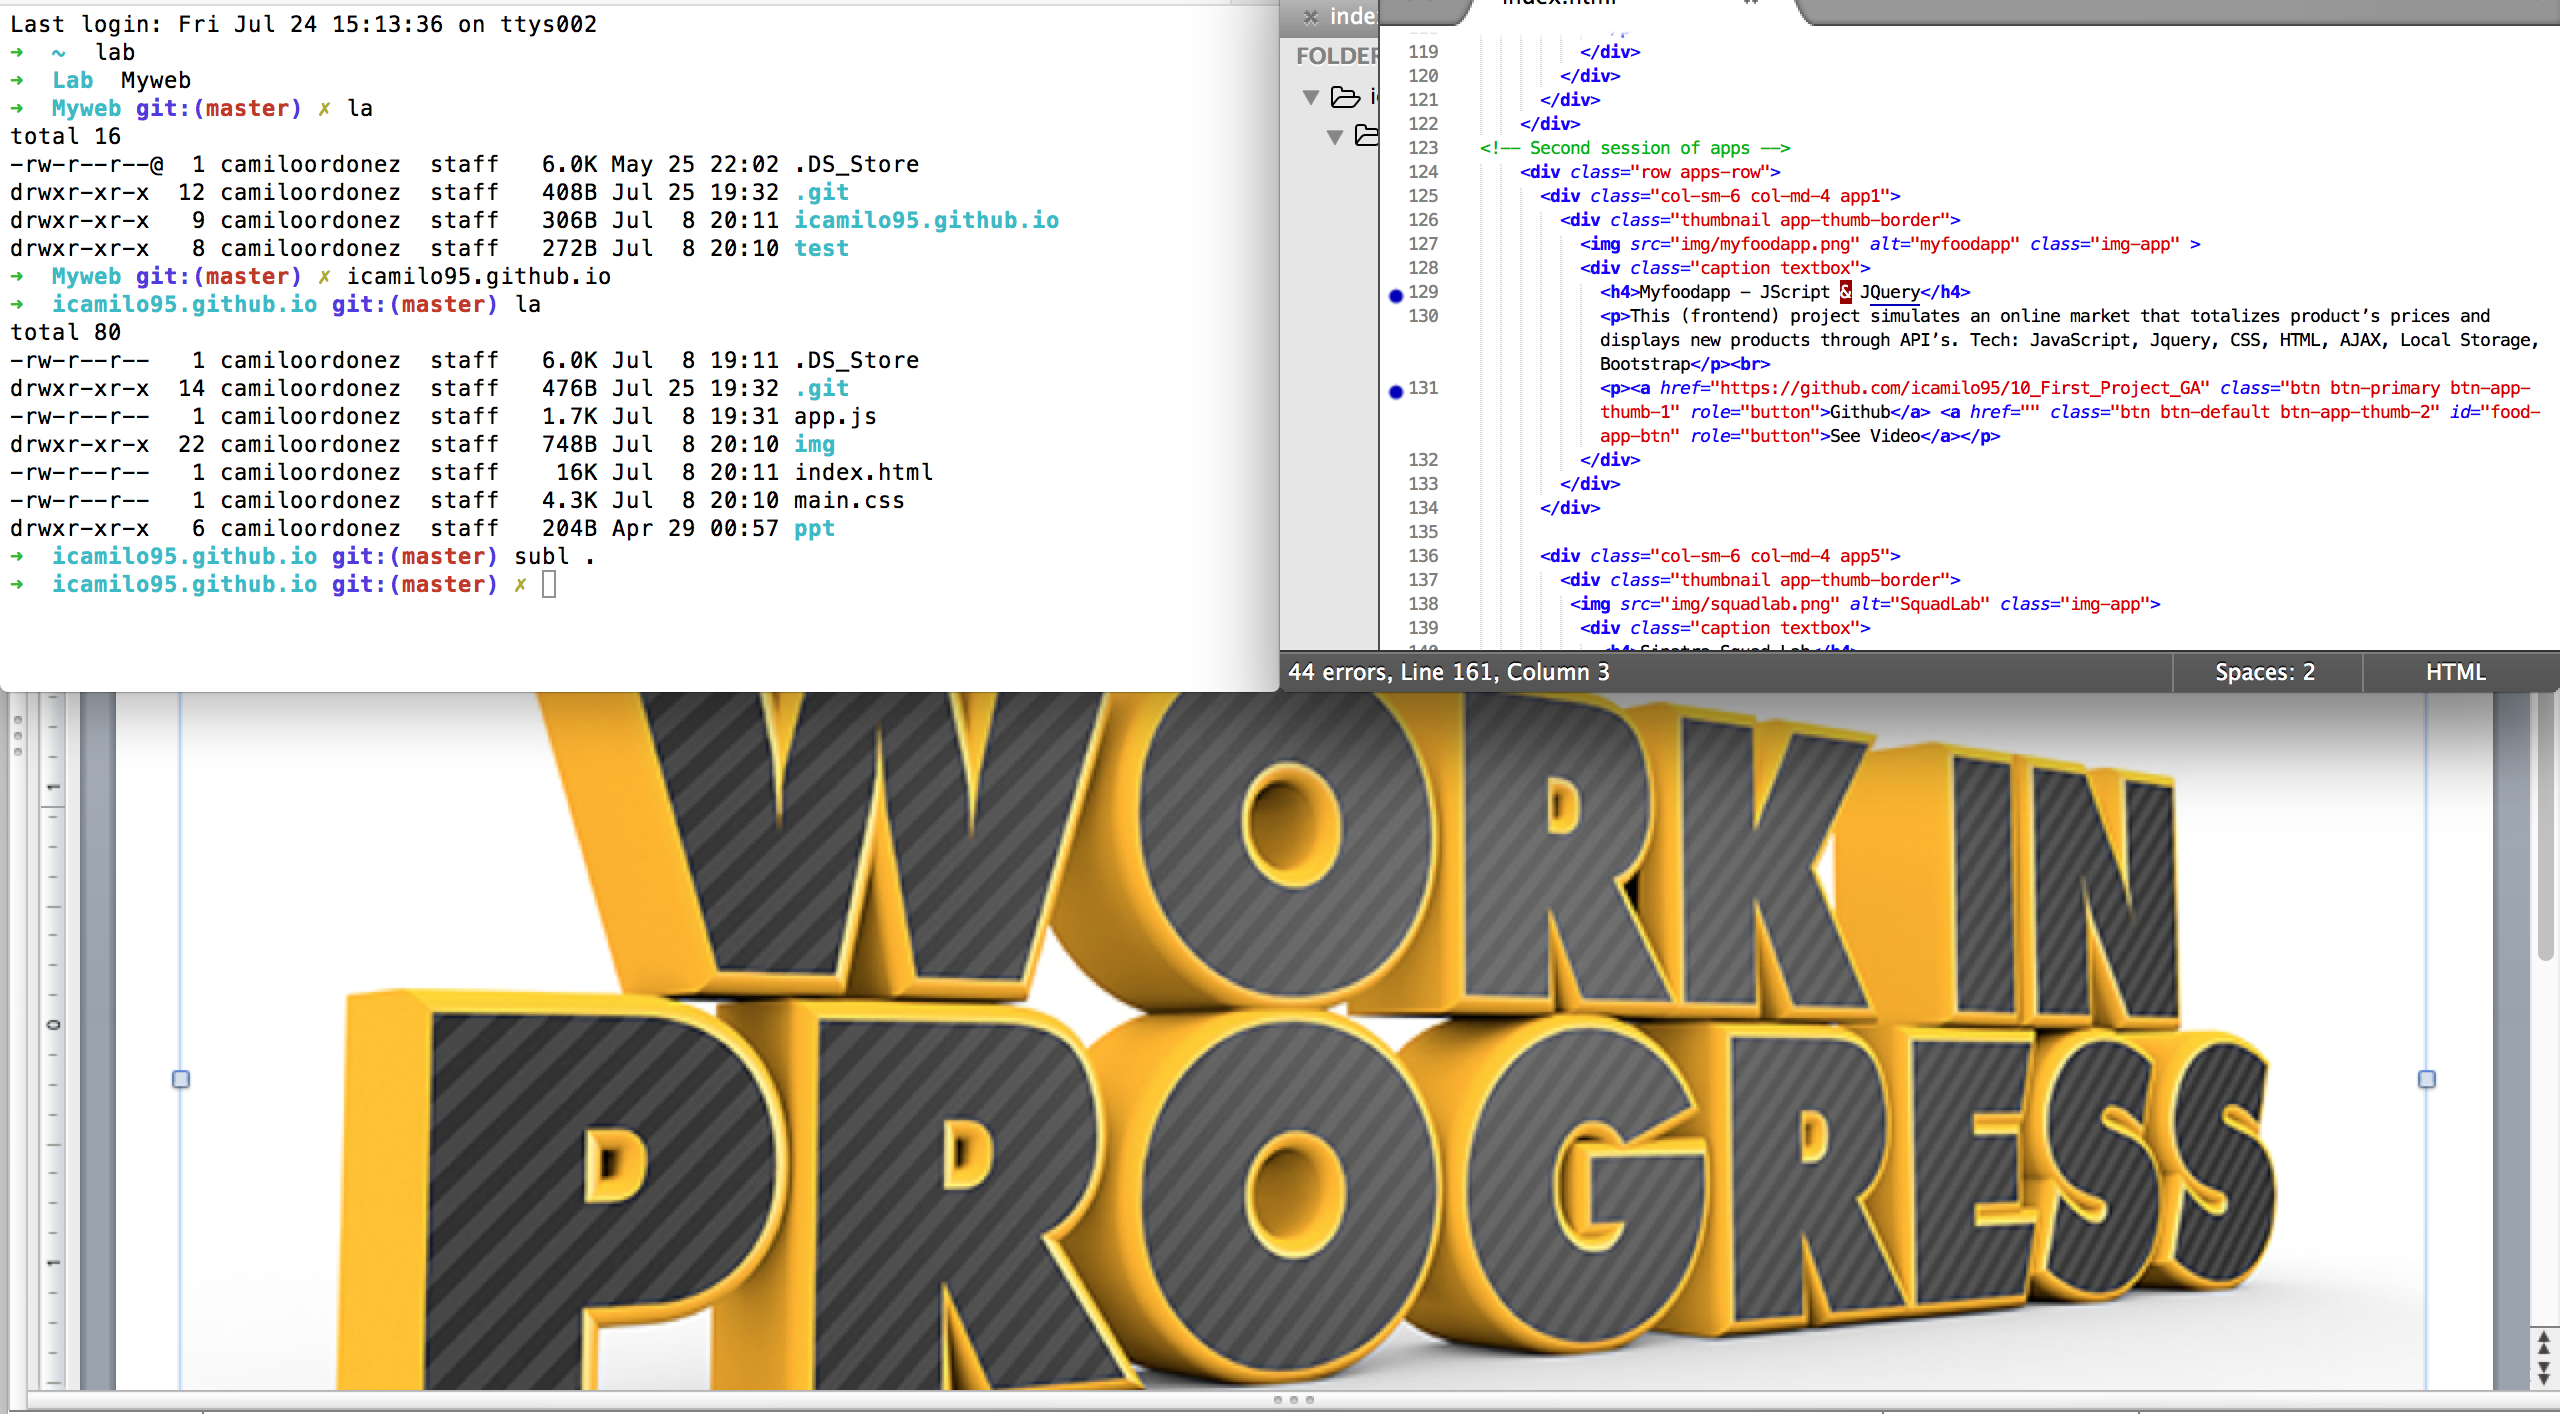 Last login: Fri Jul 24 15:13:36 on ttys002
➜  ~  lab
➜  Lab  Myweb
➜  Myweb git:(master) ✗ la
total 16
-rw-r--r--@  1 camiloordonez  staff   6.0K May 25 22:02 .DS_Store
drwxr-xr-x  12 camiloordonez  staff   408B Jul 25 19:32 .git
drwxr-xr-x   9 camiloordonez  staff   306B Jul  8 20:11 icamilo95.github.io
drwxr-xr-x   8 camiloordonez  staff   272B Jul  8 20:10 test
➜  Myweb git:(master) ✗ icamilo95.github.io
➜  icamilo95.github.io git:(master) la
total 80
-rw-r--r--   1 camiloordonez  staff   6.0K Jul  8 19:11 .DS_Store
drwxr-xr-x  14 camiloordonez  staff   476B Jul 25 19:32 .git
-rw-r--r--   1 camiloordonez  staff   1.7K Jul  8 19:31 app.js
drwxr-xr-x  22 camiloordonez  staff   748B Jul  8 20:10 img
-rw-r--r--   1 camiloordonez  staff    16K Jul  8 20:11 index.html
-rw-r--r--   1 camiloordonez  staff   4.3K Jul  8 20:10 main.css
drwxr-xr-x   6 camiloordonez  staff   204B Apr 29 00:57 ppt
➜  icamilo95.github.io git:(master) subl .
➜  icamilo95.github.io git:(master) ✗
inde
index.html
FOLDER
119 </div>
120 </div>
121 </div>
122 </div>
123 <!-- Second session of apps -->
124 <div class="row apps-row">
125 <div class="col-sm-6 col-md-4 app1">
126 <div class="thumbnail app-thumb-border">
127 <img src="img/myfoodapp.png" alt="myfoodapp" class="img-app" >
128 <div class="caption textbox">
129 <h4>Myfoodapp - JScript & JQuery</h4>
130 <p>This (frontend) project simulates an online market that totalizes product’s prices and
displays new products through API’s. Tech: JavaScript, Jquery, CSS, HTML, AJAX, Local Storage,
Bootstrap</p><br>
131 <p><a href="https://github.com/icamilo95/10_First_Project_GA" class="btn btn-primary btn-app-
thumb-1" role="button">Github</a> <a href="" class="btn btn-default btn-app-thumb-2" id="food-
app-btn" role="button">See Video</a></p>
132 </div>
133 </div>
134 </div>
135
136 <div class="col-sm-6 col-md-4 app5">
137 <div class="thumbnail app-thumb-border">
138 <img src="img/squadlab.png" alt="SquadLab" class="img-app">
139 <div class="caption textbox">
140 <h4>Sinatra Squad Lab</h4>
44 errors, Line 161, Column 3
Spaces: 2
HTML
1
0
1
WORK IN
PROGRESS